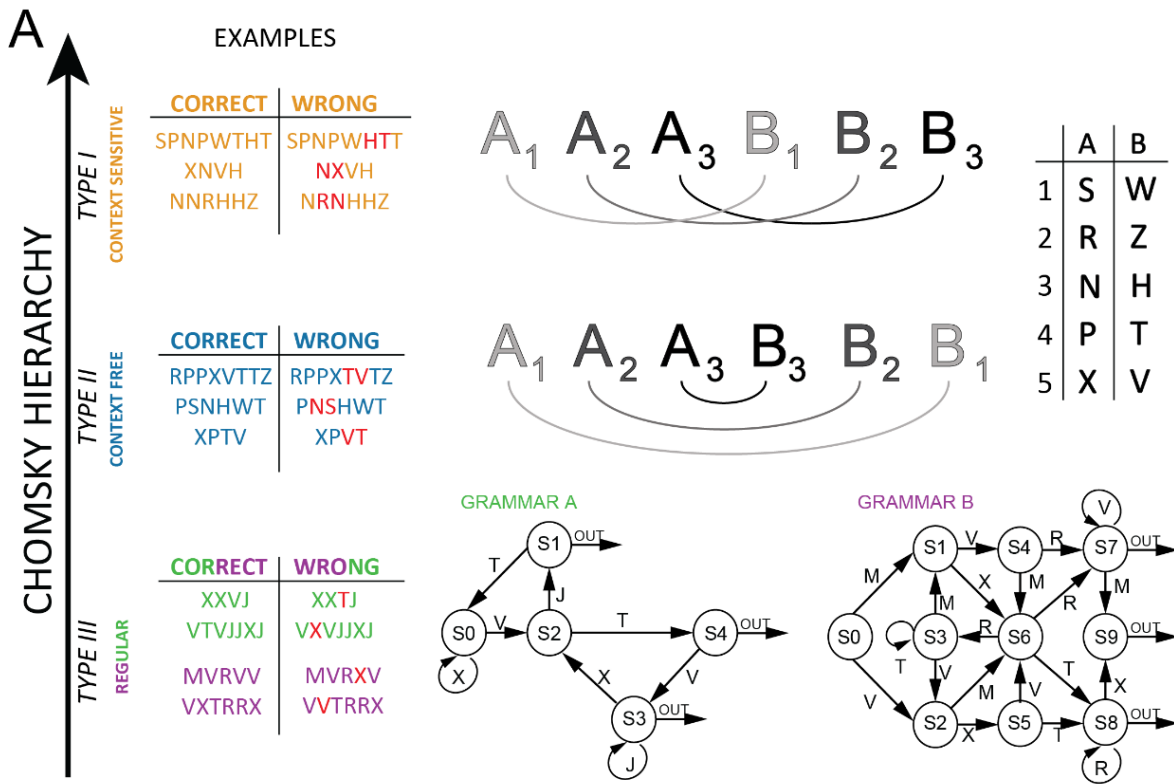 A
EXAMPLES
CHOMSKY HIERARCHY
TYPE I
CONTEXT SENSITIVE
CORRECT WRONG
SPNPWTHT SPNPWHTT
XNVH NXVH
NNRHHZ NRNHHZ
A1 A2 A3 B1 B2 B3
A B
1 S W
2 R Z
3 N H
4 P T
5 X V
TYPE II
CONTEXT FREE
CORRECT WRONG
RPPXVTTZ RPPXTVTZ
PSNHWT PNSHWT
XPTV XPVT
A1 A2 A3 B3 B2 B1
TYPE III
REGULAR
CORRECT WRONG
XXVJ XXTJ
VTVJJXJ VXVJJXJ
MVRVV MVRXV
VXTRRX VVTRRX
GRAMMAR A
S1 OUT
T J
S0 V S2 T S4 OUT
X X V
S3 OUT
J
GRAMMAR B
V
S1 V S4 R S7 OUT
M X M R M
S0 M S3 R S6 S9 OUT
T V M V T X
V
S2 X S5 T S8 OUT
R